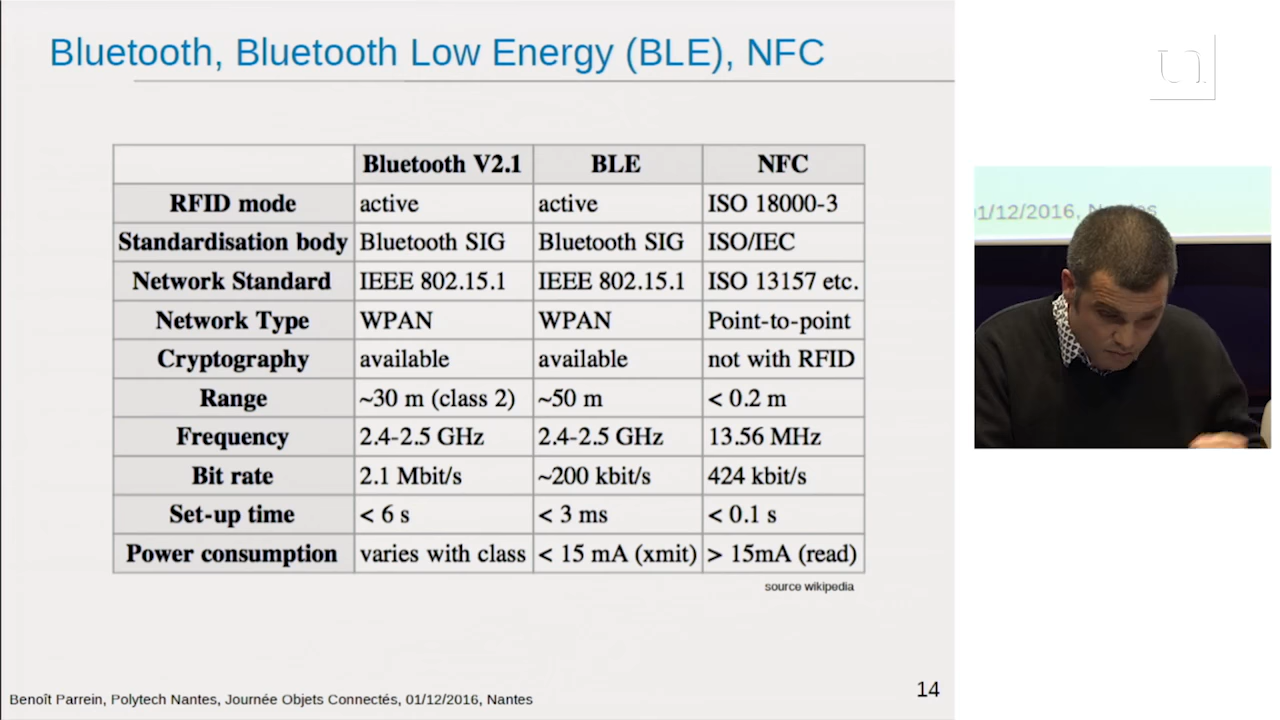 Bluetooth, Bluetooth Low Energy (BLE), NFC
Bluetooth V2.1 BLE NFC
RFID mode active active ISO 18000-3
Standardisation body Bluetooth SIG Bluetooth SIG ISO/IEC
Network Standard IEEE 802.15.1 IEEE 802.15.1 ISO 13157 etc.
Network Type WPAN WPAN Point-to-point
Cryptography available available not with RFID
Range ~30 m (class 2) ~50 m < 0.2 m
Frequency 2.4-2.5 GHz 2.4-2.5 GHz 13.56 MHz
Bit rate 2.1 Mbit/s ~200 kbit/s 424 kbit/s
Set-up time < 6 s < 3 ms < 0.1 s
Power consumption varies with class < 15 mA (xmit) > 15mA (read)
source wikipedia
Benoît Parrein, Polytech Nantes, Journée Objets Connectés, 01/12/2016, Nantes
14
01/12/2016, Nantes